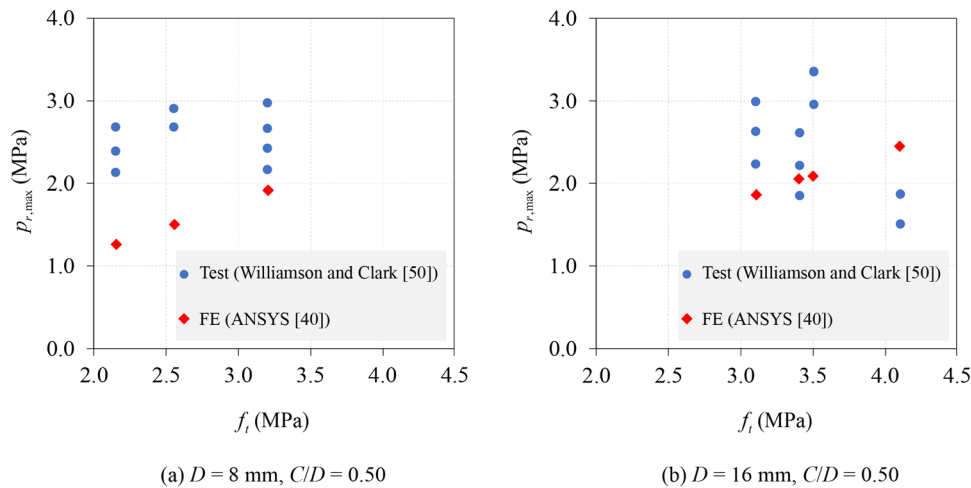 4.0
3.0
2.0
1.0
0.0
p_r,max (MPa)
Test (Williamson and Clark [50])
FE (ANSYS [40])
2.0 2.5 3.0 3.5 4.0 4.5
f_t (MPa)
(a) D = 8 mm, C/D = 0.50
4.0
3.0
2.0
1.0
0.0
p_r,max (MPa)
Test (Williamson and Clark [50])
FE (ANSYS [40])
2.0 2.5 3.0 3.5 4.0 4.5
f_t (MPa)
(b) D = 16 mm, C/D = 0.50